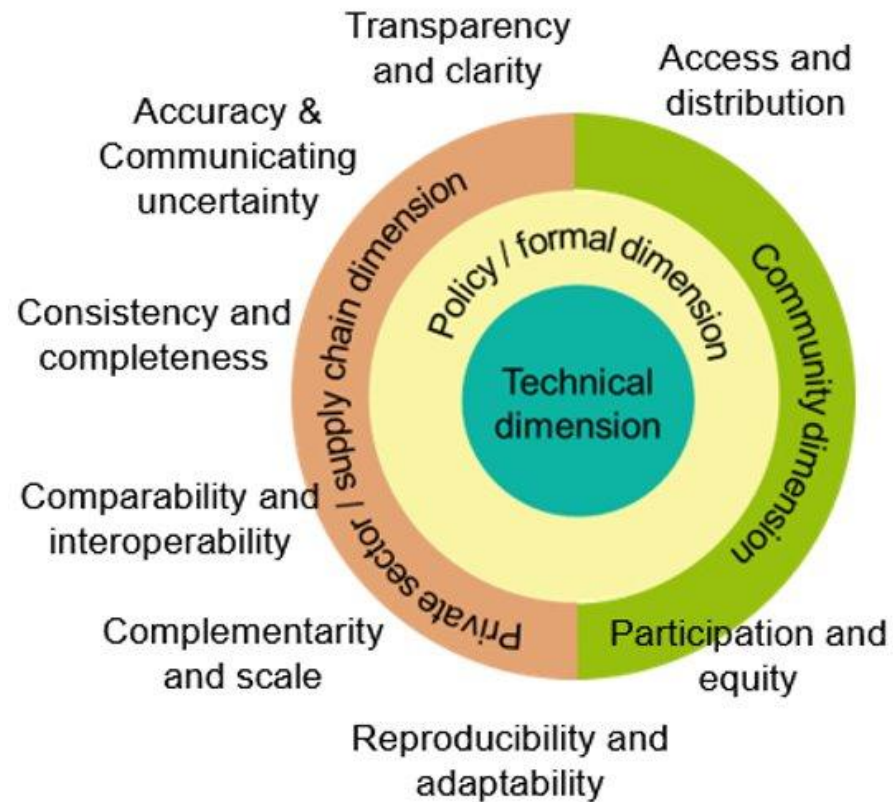 Transparency
and clarity
Access and
distribution
Accuracy &
Communicating
uncertainty
Consistency and
completeness
Comparability and
interoperability
Complementarity
and scale
Reproducibility and
adaptability
Participation and
equity
Private sector / supply chain dimension
Community dimension
Policy / formal dimension
Technical
dimension